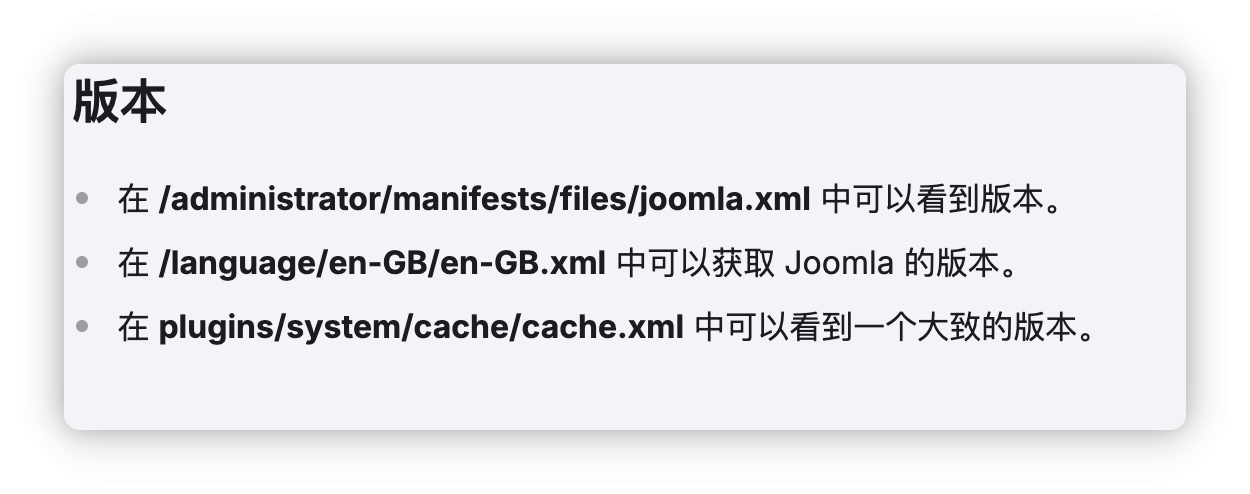 版本
在 /administrator/manifests/files/joomla.xml 中可以看到版本。
在 /language/en-GB/en-GB.xml 中可以获取 Joomla 的版本。
在 plugins/system/cache/cache.xml 中可以看到一个大致的版本。